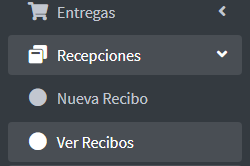 Entregas
Recepciones
Nueva Recibo
Ver Recibos